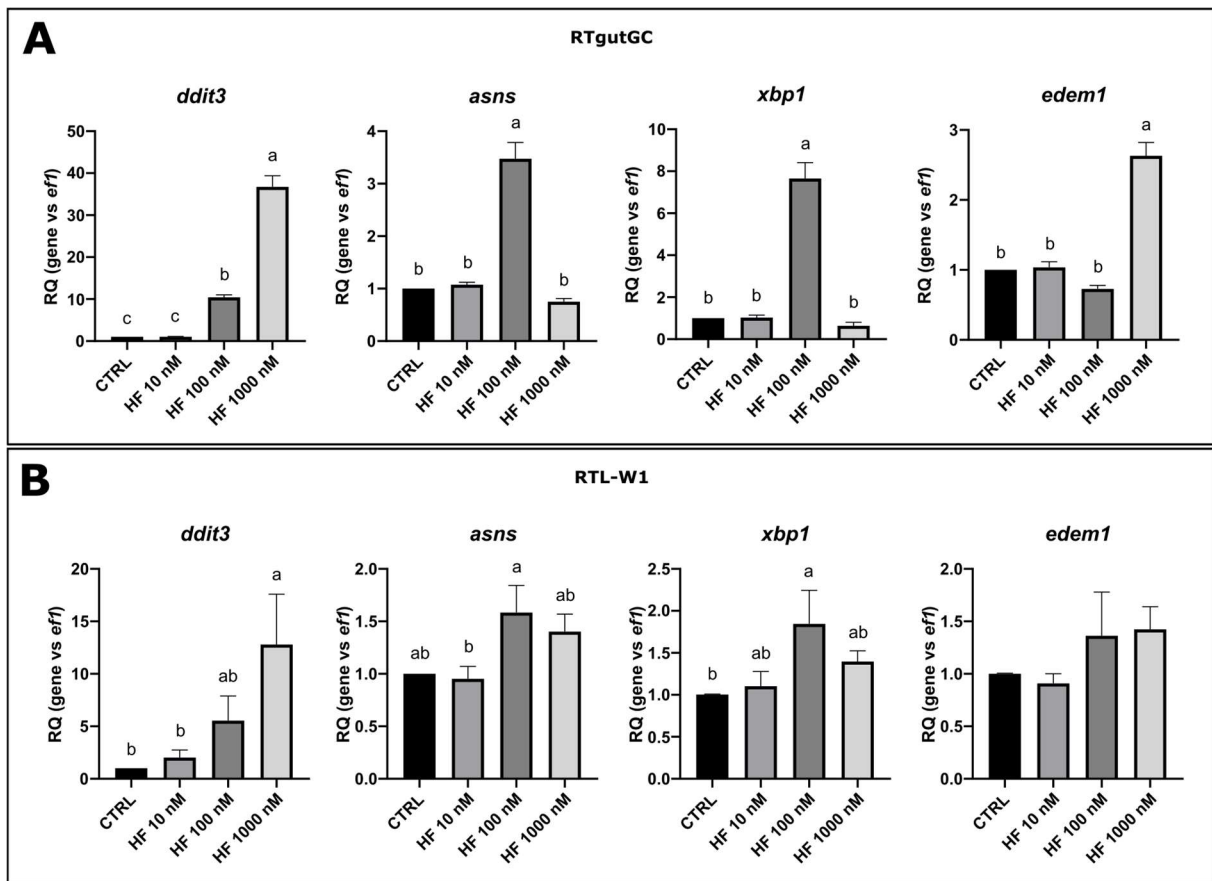 A
RTgutGC
ddit3
asns
xbp1
edem1
RQ (gene vs ef1)
50
40
30
20
10
0
c
c
b
a
CTRL
HF 10 nM
HF 100 nM
HF 1000 nM
RQ (gene vs ef1)
4
3
2
1
0
b
b
a
b
CTRL
HF 10 nM
HF 100 nM
HF 1000 nM
RQ (gene vs ef1)
10
8
6
4
2
0
b
b
a
b
CTRL
HF 10 nM
HF 100 nM
HF 1000 nM
RQ (gene vs ef1)
3
2
1
0
b
b
b
a
CTRL
HF 10 nM
HF 100 nM
HF 1000 nM
B
RTL-W1
ddit3
asns
xbp1
edem1
RQ (gene vs ef1)
20
15
10
5
0
b
b
ab
a
CTRL
HF 10 nM
HF 100 nM
HF 1000 nM
RQ (gene vs ef1)
2.0
1.5
1.0
0.5
0.0
ab
b
a
ab
CTRL
HF 10 nM
HF 100 nM
HF 1000 nM
RQ (gene vs ef1)
2.5
2.0
1.5
1.0
0.5
0.0
b
ab
a
ab
CTRL
HF 10 nM
HF 100 nM
HF 1000 nM
RQ (gene vs ef1)
2.0
1.5
1.0
0.5
0.0
CTRL
HF 10 nM
HF 100 nM
HF 1000 nM